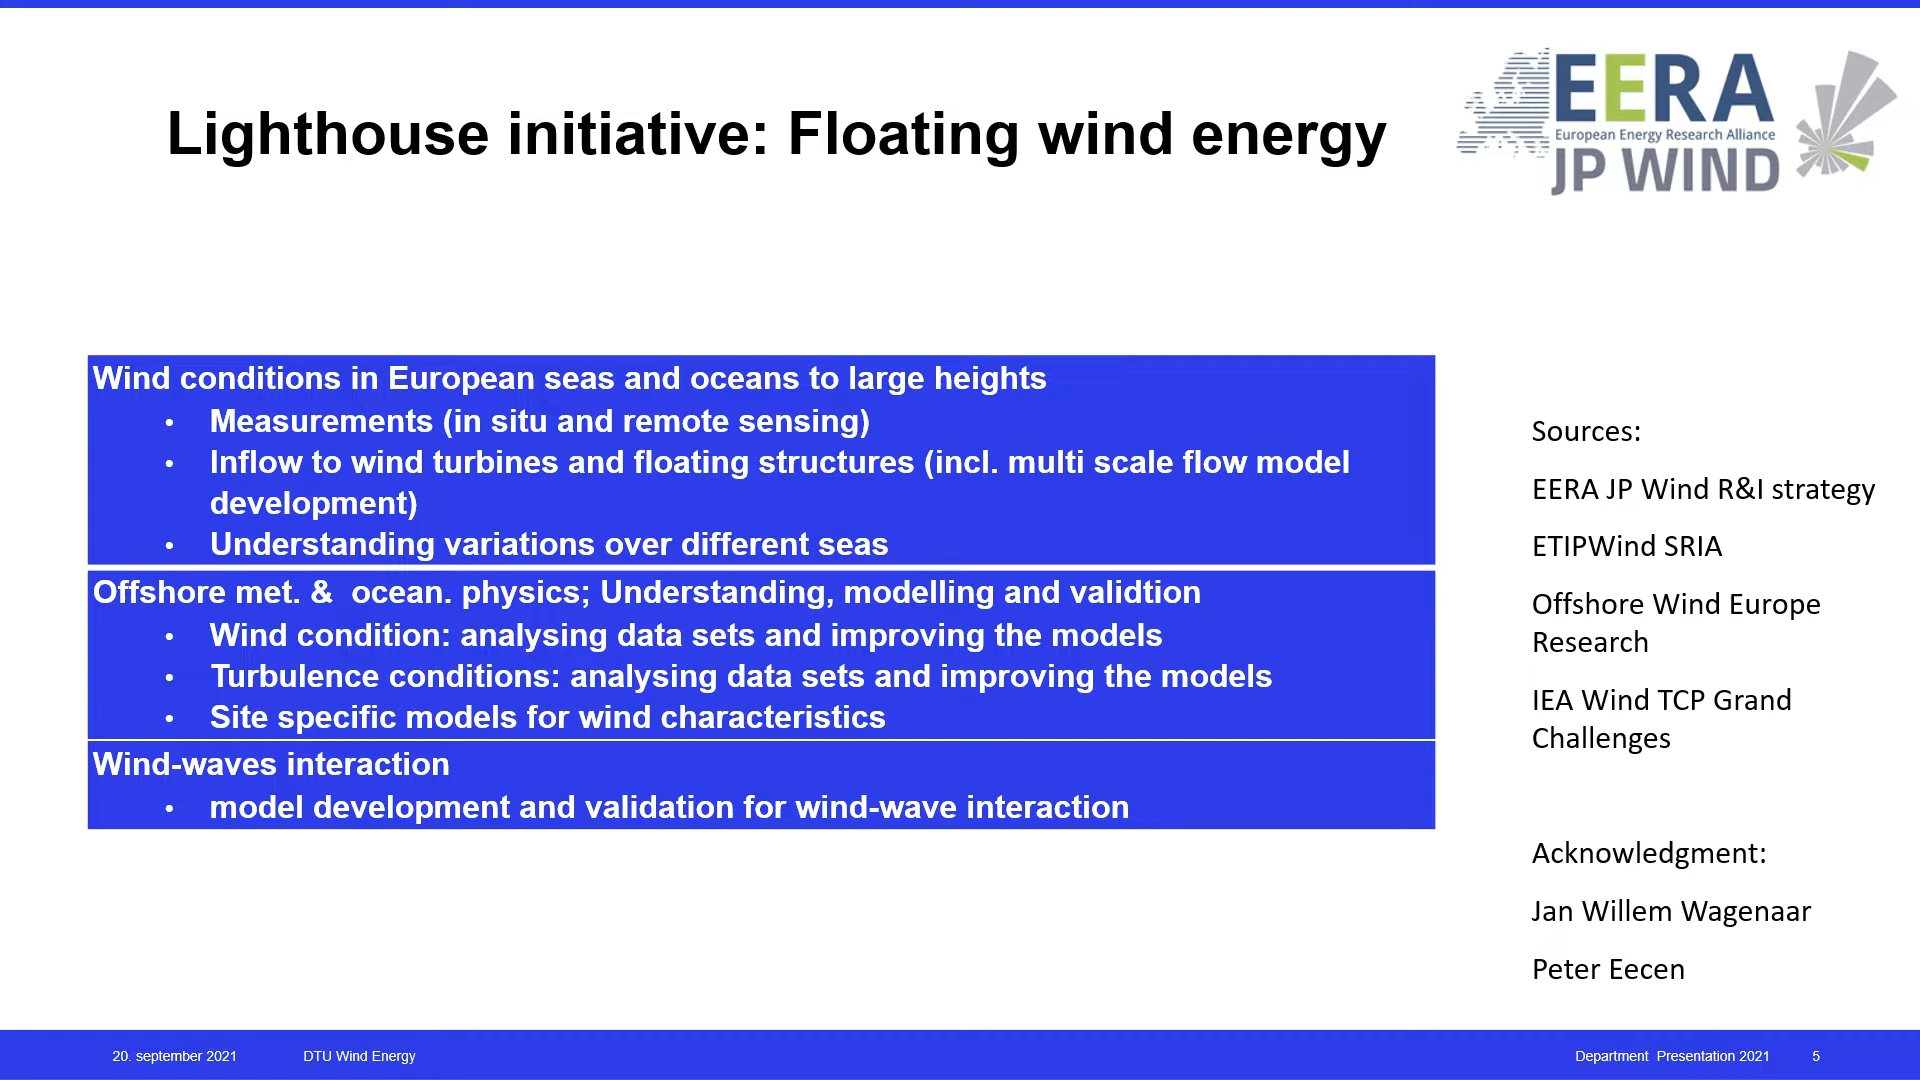 Lighthouse initiative: Floating wind energy
EERA
European Energy Research Alliance
JP WIND
Wind conditions in European seas and oceans to large heights
• Measurements (in situ and remote sensing)
• Inflow to wind turbines and floating structures (incl. multi scale flow model
development)
• Understanding variations over different seas
Offshore met. & ocean. physics; Understanding, modelling and validtion
• Wind condition: analysing data sets and improving the models
• Turbulence conditions: analysing data sets and improving the models
• Site specific models for wind characteristics
Wind-waves interaction
• model development and validation for wind-wave interaction
Sources:
EERA JP Wind R&I strategy
ETIPWind SRIA
Offshore Wind Europe
Research
IEA Wind TCP Grand
Challenges
Acknowledgment:
Jan Willem Wagenaar
Peter Eecen
20. september 2021 DTU Wind Energy Department Presentation 2021 5